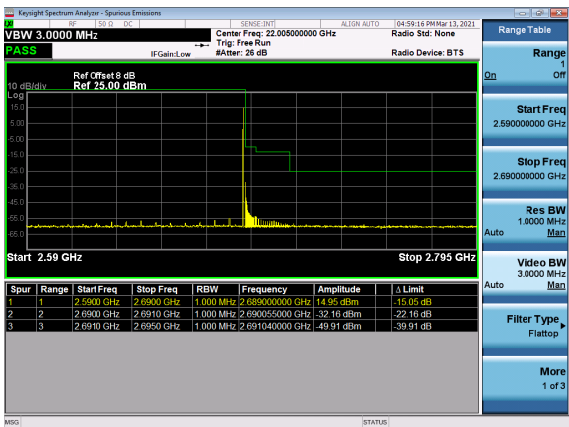 Keysight Spectrum Analyzer - Spurious Emissions
RF 50 Ω DC SENSE:INT ALIGN AUTO 04:59:16 PM Mar 13, 2021
VBW 3.0000 MHz
Center Freq: 22.005000000 GHz
Radio Std: None
Trig: Free Run
PASS
IFGain:Low
#Atten: 26 dB
Radio Device: BTS
Ref Offset 8 dB
10 dB/div
Ref 25.00 dBm
Log
15.0
5.00
-5.00
-15.0
-25.0
-35.0
-45.0
-55.0
-65.0
Start 2.59 GHz
Stop 2.795 GHz
Spur Range Start Freq Stop Freq RBW Frequency Amplitude Δ Limit
1 1 2.5900 GHz 2.6900 GHz 1.000 MHz 2.689000000 GHz 14.95 dBm -15.05 dB
2 2 2.6900 GHz 2.6910 GHz 1.000 MHz 2.690055000 GHz -32.16 dBm -22.16 dB
3 3 2.6910 GHz 2.6950 GHz 1.000 MHz 2.691040000 GHz -49.91 dBm -39.91 dB
MSG
STATUS
Range Table
Range
1
On Off
Start Freq
2.590000000 GHz
Stop Freq
2.690000000 GHz
Res BW
1.0000 MHz
Auto Man
Video BW
3.0000 MHz
Auto Man
Filter Type
Flattop
More
1 of 3